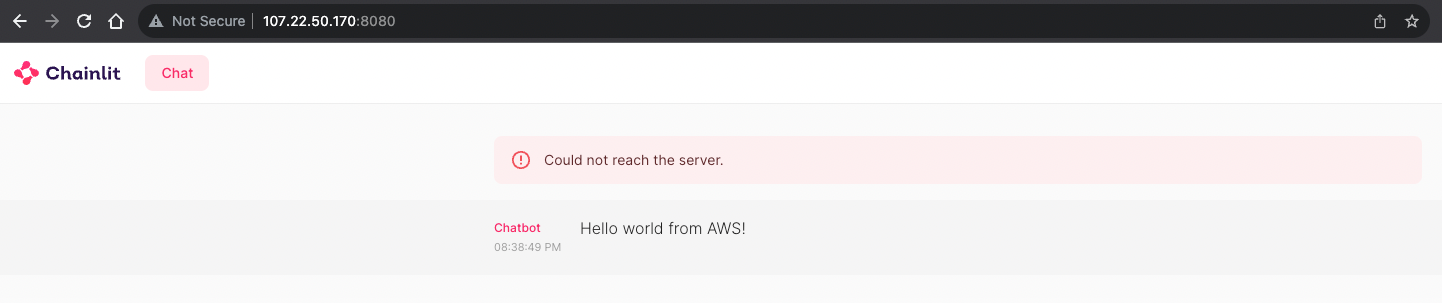 Not Secure 107.22.50.170:8080
Chainlit Chat
Could not reach the server.
Chatbot Hello world from AWS!
08:38:49 PM